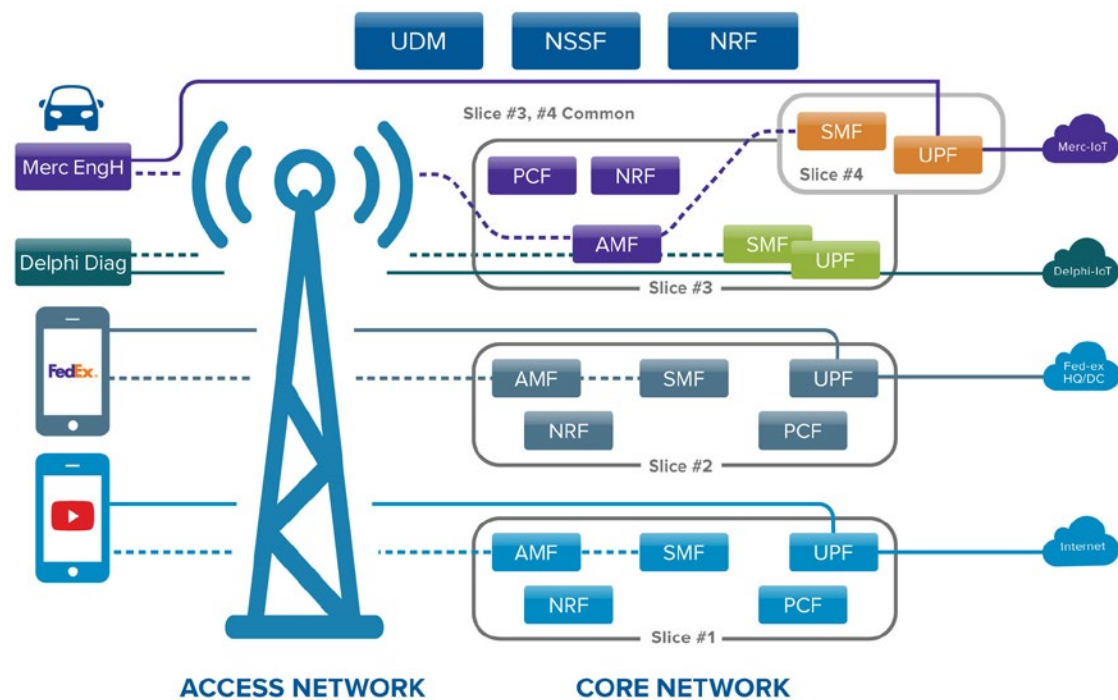 UDM
NSSF
NRF
Slice #3, #4 Common
Merc EngH
SMF
UPF
Slice #4
Merc-IoT
PCF
NRF
AMF
SMF
UPF
Slice #3
Delphi Diag
Delphi-IoT
FedEx
AMF
SMF
UPF
NRF
PCF
Slice #2
Fed-ex
HQ/DC
AMF
SMF
UPF
NRF
PCF
Slice #1
Internet
ACCESS NETWORK
CORE NETWORK